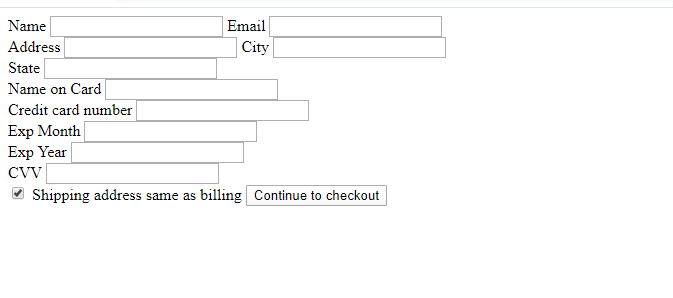 Name Email
Address City
State
Name on Card
Credit card number
Exp Month
Exp Year
CVV
Shipping address same as billing Continue to checkout